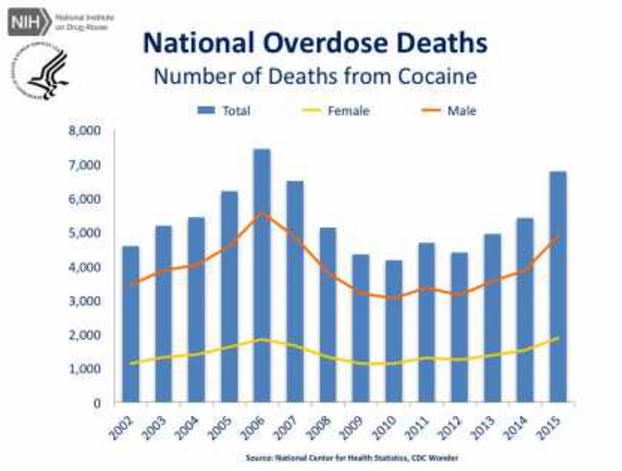 NIH
National Institute
on Drug Abuse
National Overdose Deaths
Number of Deaths from Cocaine
Total Female Male
8,000
7,000
6,000
5,000
4,000
3,000
2,000
1,000
0
2002 2003 2004 2005 2006 2007 2008 2009 2010 2011 2012 2013 2014 2015
Source: National Center for Health Statistics, CDC Wonder